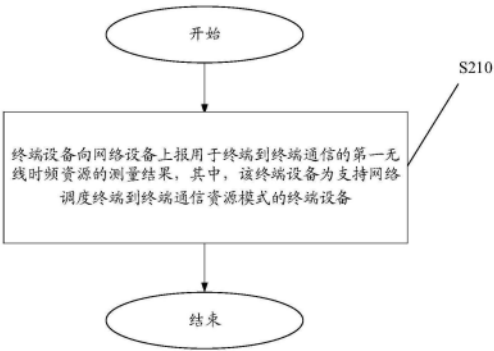 开始
S210
终端设备向网络设备上报用于终端到终端通信的第一无
线时频资源的测量结果，其中，该终端设备为支持网络
调度终端到终端通信资源模式的终端设备
结束